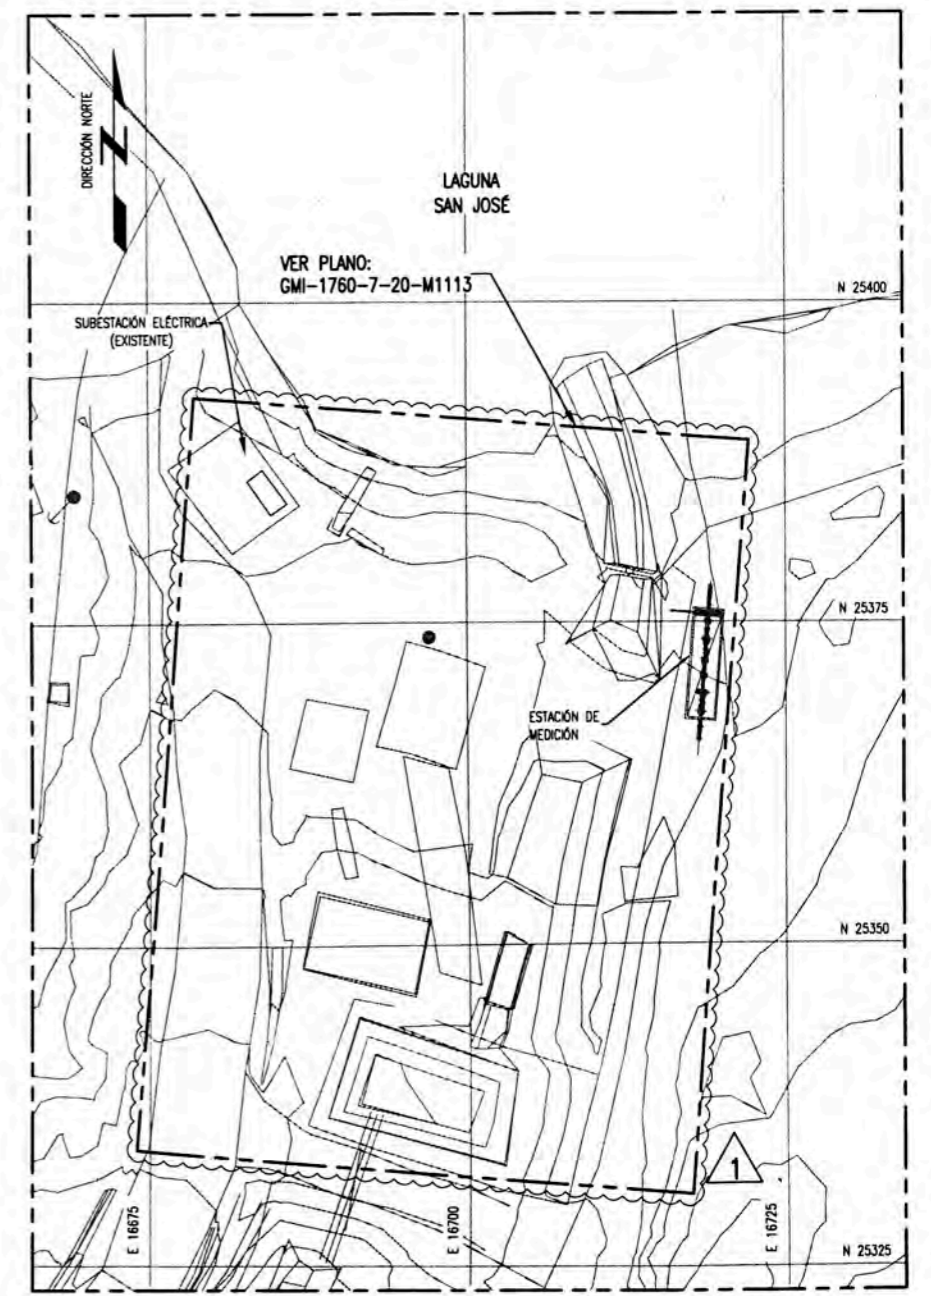 DIRECCIÓN NORTE
N
LAGUNA
SAN JOSÉ
VER PLANO:
GMI-1760-7-20-M1113
N 25400
SUBESTACIÓN ELÉCTRICA
(EXISTENTE)
N 25375
ESTACIÓN DE
MEDICIÓN
N 25350
1
E 16675
E 16700
E 16725
N 25325